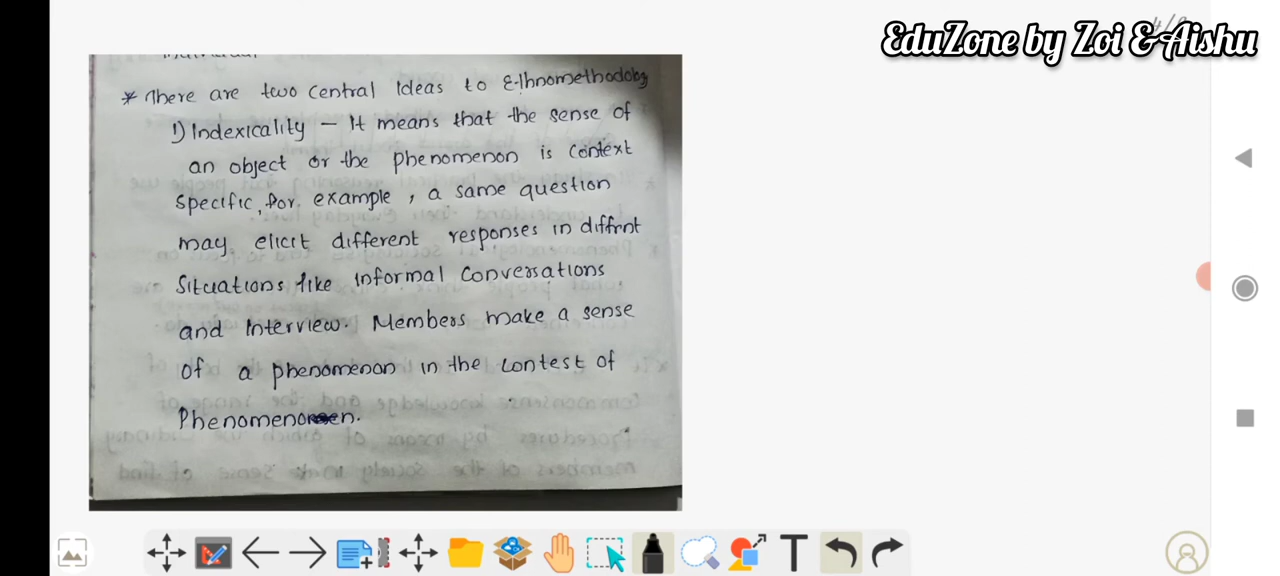 EduZone by Zoi & Aishu
* There are two central Ideas to Ethnomethodology
1) Indexicality – It means that the sense of
an object or the phenomenon is context
specific, for example, a same question
may elicit different responses in diffrnt
situations like informal conversations
and Interview. Members make a sense
of a phenomenon in the contest of
Phenomenon.
T